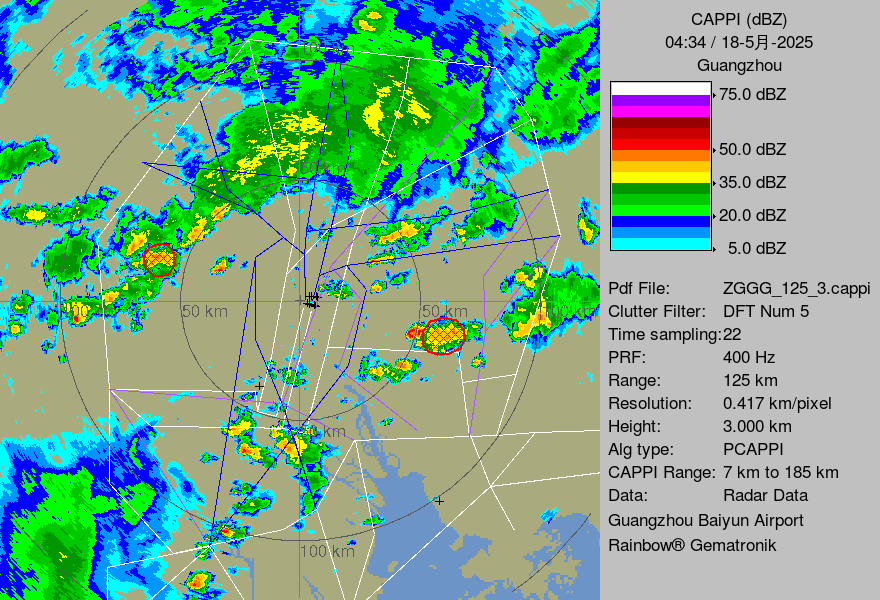 CAPPI (dBZ)
04:34 / 18-5月-2025
Guangzhou
75.0 dBZ
50.0 dBZ
35.0 dBZ
20.0 dBZ
5.0 dBZ
Pdf File: ZGGG_125_3.cappi
Clutter Filter: DFT Num 5
Time sampling:22
PRF: 400 Hz
Range: 125 km
Resolution: 0.417 km/pixel
Height: 3.000 km
Alg type: PCAPPI
CAPPI Range: 7 km to 185 km
Data: Radar Data
Guangzhou Baiyun Airport
Rainbow® Gematronik
50 km
50 km
100 km